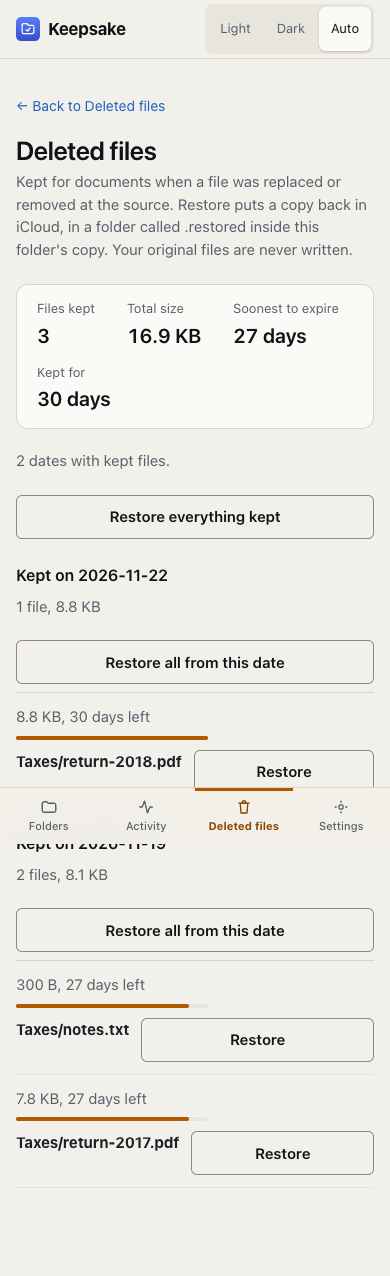 Keepsake
Light
Dark
Auto
← Back to Deleted files
Deleted files
Kept for documents when a file was replaced or
removed at the source. Restore puts a copy back in
iCloud, in a folder called .restored inside this
folder's copy. Your original files are never written.
Files kept
3
Total size
16.9 KB
Soonest to expire
27 days
Kept for
30 days
2 dates with kept files.
Restore everything kept
Kept on 2026-11-22
1 file, 8.8 KB
Restore all from this date
8.8 KB, 30 days left
Taxes/return-2018.pdf
Restore
Folders
Activity
Deleted files
Settings
Kept on 2026-11-19
2 files, 8.1 KB
Restore all from this date
300 B, 27 days left
Taxes/notes.txt
Restore
7.8 KB, 27 days left
Taxes/return-2017.pdf
Restore